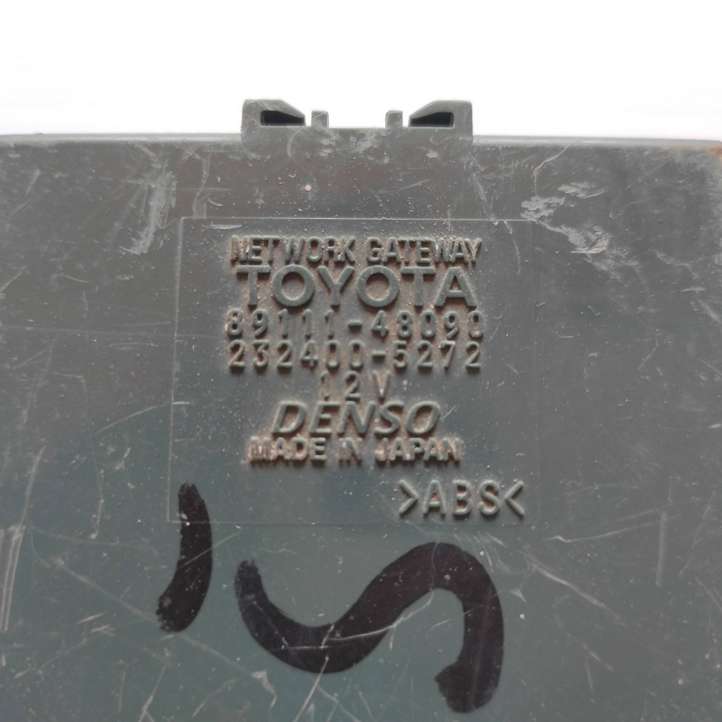 NETWORK GATEWAY
TOYOTA
89111-48090
232400-5272
12V
DENSO
MADE IN JAPAN
>ABS<